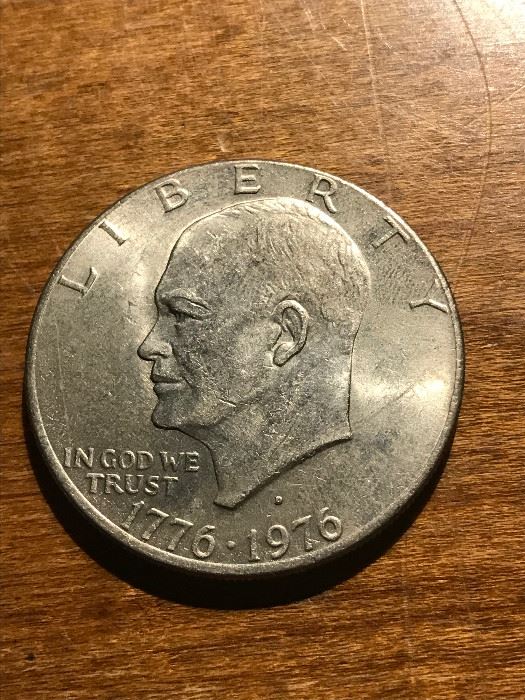 LIBERTY
IN GOD WE
TRUST
D
1776 · 1976